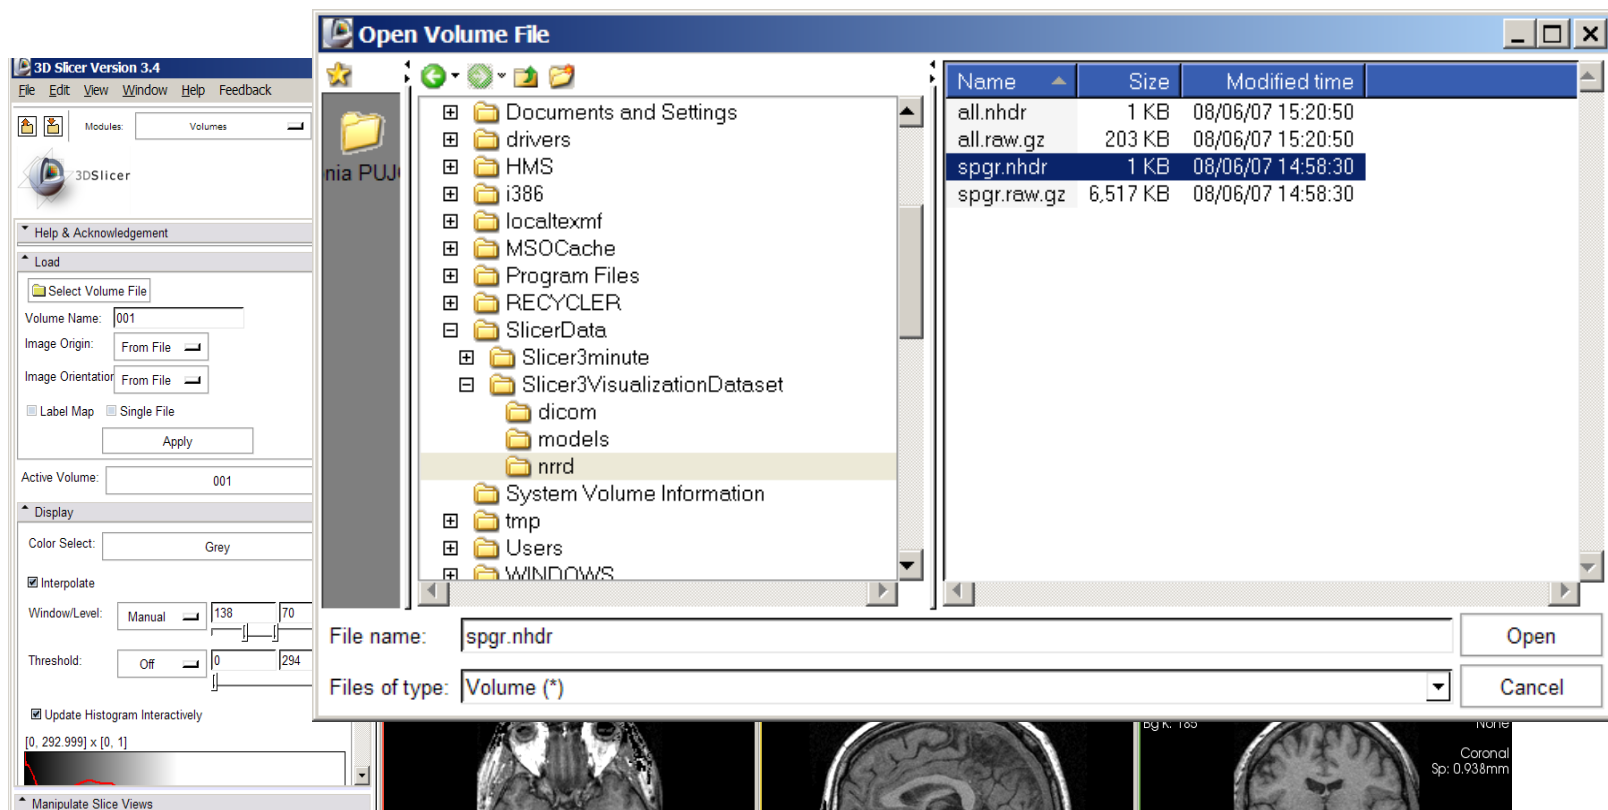 Open Volume File
3D Slicer Version 3.4
File Edit View Window Help Feedback
Modules: Volumes
3DSlicer
Help & Acknowledgement
Load
Select Volume File
Volume Name: 001
Image Origin: From File
Image Orientation From File
Label Map Single File
Apply
Active Volume: 001
Display
Color Select: Grey
Interpolate
Window/Level: Manual 138 70
Threshold: Off 0 294
Update Histogram Interactively
[0, 292.999] x [0, 1]
Manipulate Slice Views
nia PUJ
Documents and Settings
drivers
HMS
i386
localtexmf
MSOCache
Program Files
RECYCLER
SlicerData
Slicer3minute
Slicer3VisualizationDataset
dicom
models
nrrd
System Volume Information
tmp
Users
WINDOWS
Name Size Modified time
all.nhdr 1 KB 08/06/07 15:20:50
all.raw.gz 203 KB 08/06/07 15:20:50
spgr.nhdr 1 KB 08/06/07 14:58:30
spgr.raw.gz 6,517 KB 08/06/07 14:58:30
File name: spgr.nhdr Open
Files of type: Volume (*) Cancel
Bg R: 185 None
Coronal
Sp: 0.938mm